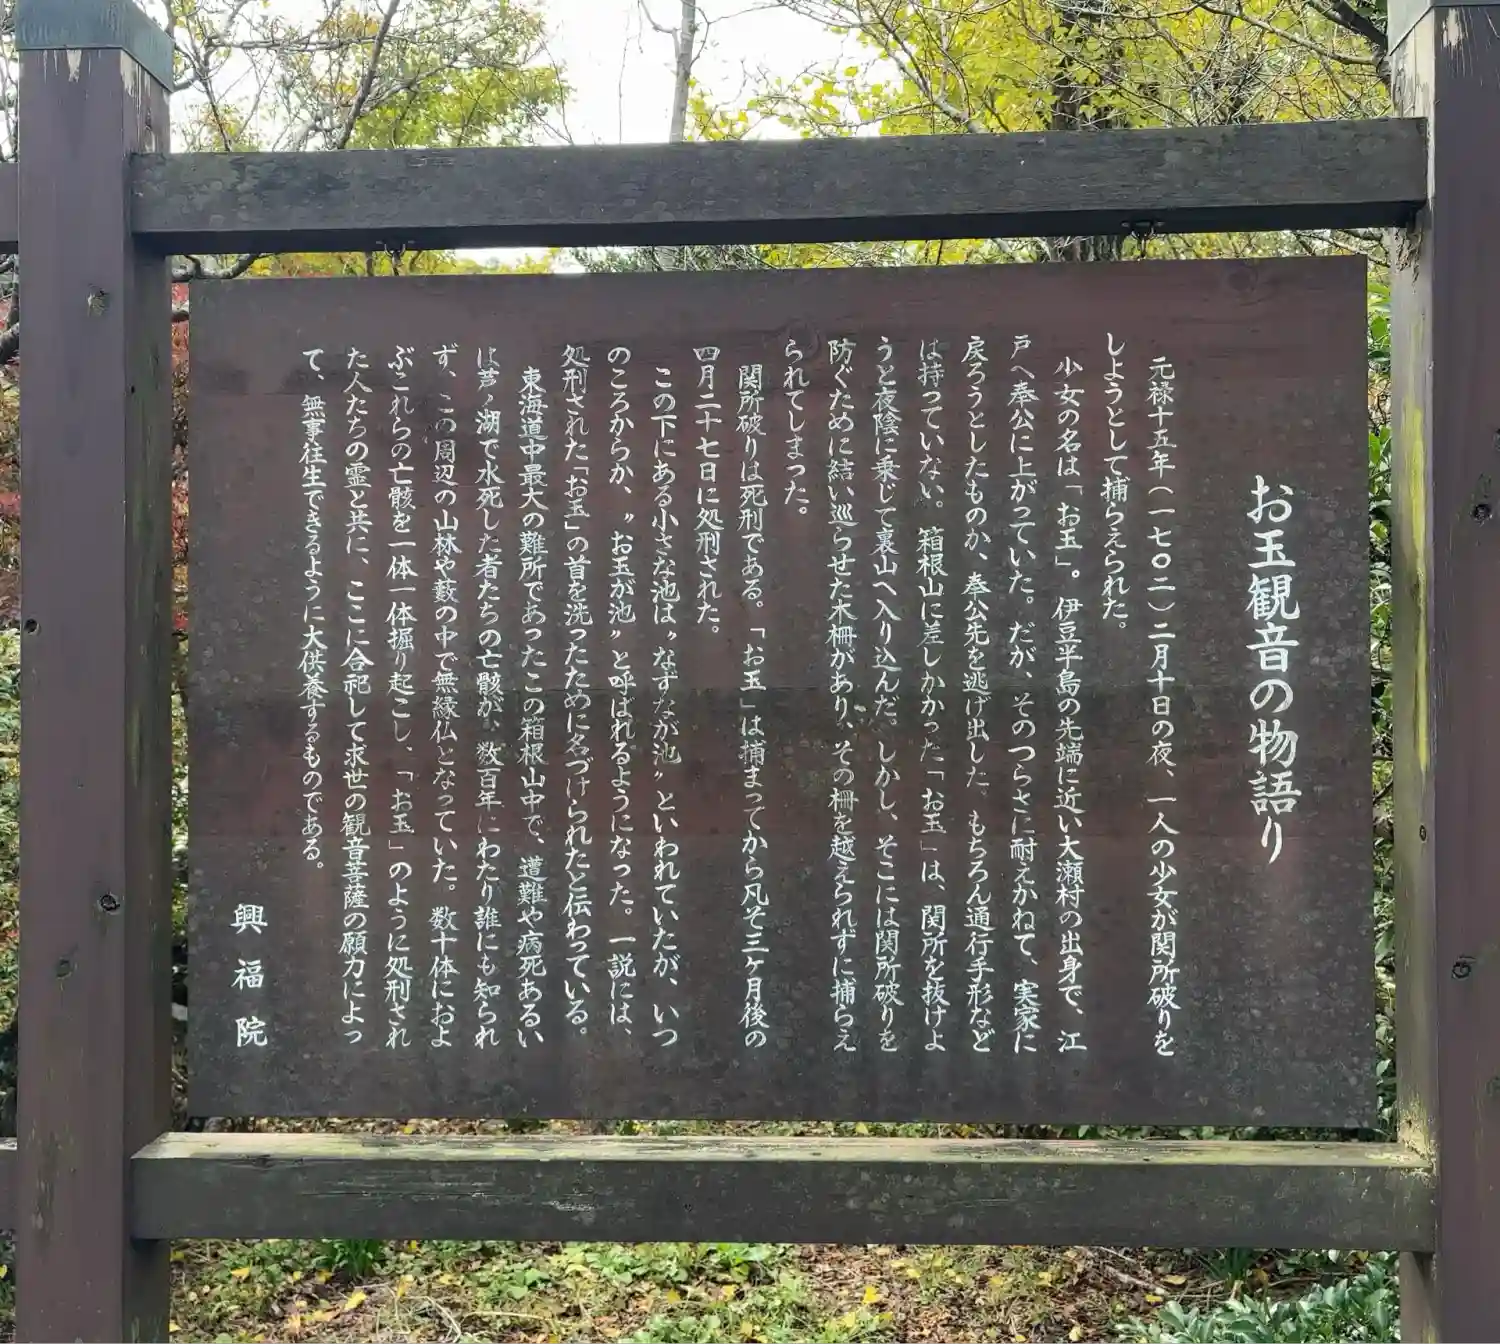 お玉観音の物語り
元禄十五年(一七〇二)二月十日の夜、一人の少女が関所破りを
しようとして捕らえられた。
少女の名は「お玉」。伊豆半島の先端に近い大瀬村の出身で、江
戸へ奉公に上がっていた。だが、そのつらさに耐えかねて、実家に
戻ろうとしたものか、奉公先を逃げ出した。もちろん通行手形など
は持っていない。箱根山に差しかかった「お玉」は、関所を抜けよ
うと夜陰に乗じて裏山へ入り込んだ。しかし、そこには関所破りを
防ぐために結い巡らせた木柵があり、その柵を越えられずに捕らえ
られてしまった。
関所破りは死刑である。「お玉」は捕まってから凡そ三ヶ月後の
四月二十七日に処刑された。
この下にある小さな池は〝なずなが池〟といわれていたが、いつ
のころからか、〝お玉が池〟と呼ばれるようになった。一説には、
処刑された「お玉」の首を洗ったために名づけられたと伝わっている。
東海道中最大の難所であったこの箱根山中で、遭難や病死あるい
は芦ノ湖で水死した者たちの亡骸が、数百年にわたり誰にも知られ
ず、この周辺の山林や藪の中で無縁仏となっていた。数十体におよ
ぶこれらの亡骸を一体一体掘り起こし、「お玉」のように処刑され
た人たちの霊と共に、ここに合祀して求世の観音菩薩の願力によっ
て、無事往生できるように大供養するものである。
興福院